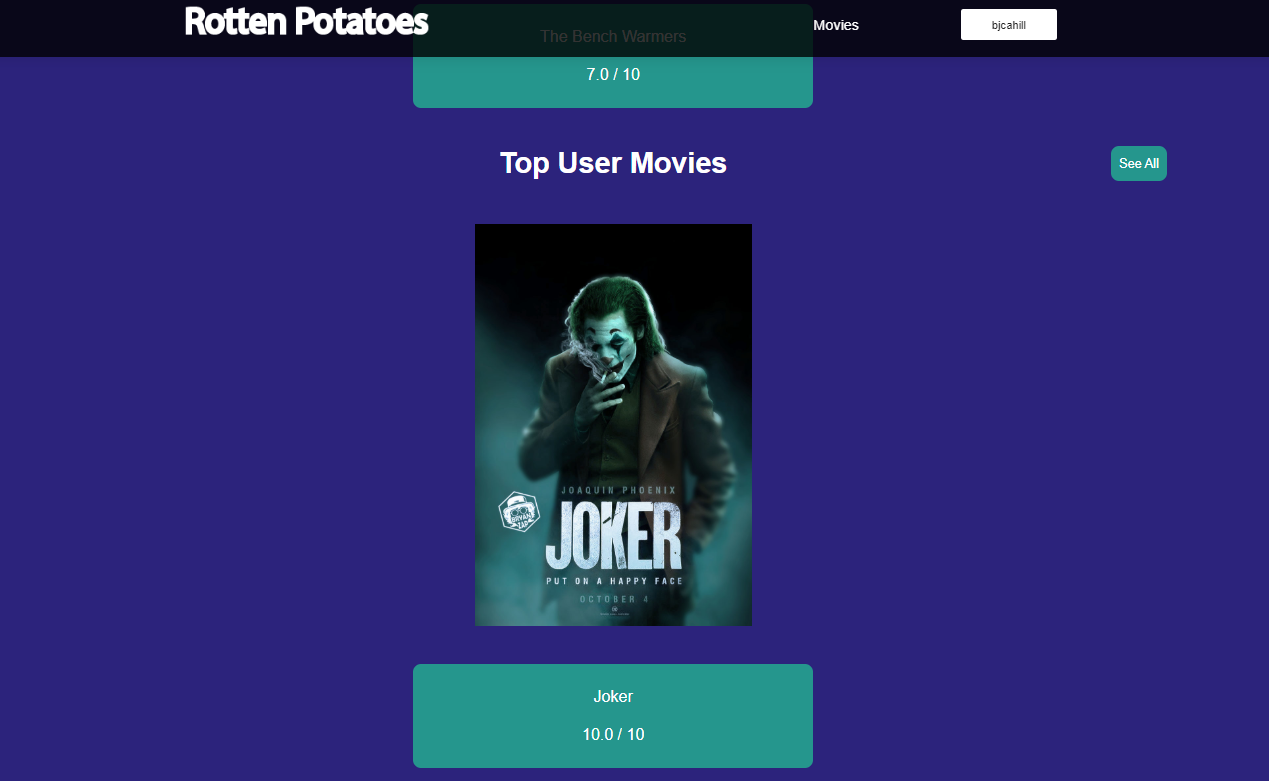 Rotten Potatoes
Movies
bjcahill
The Bench Warmers
7.0 / 10
Top User Movies
See All
JOAQUIN PHOENIX
JOKER
PUT ON A HAPPY FACE
OCTOBER 4
Joker
10.0 / 10